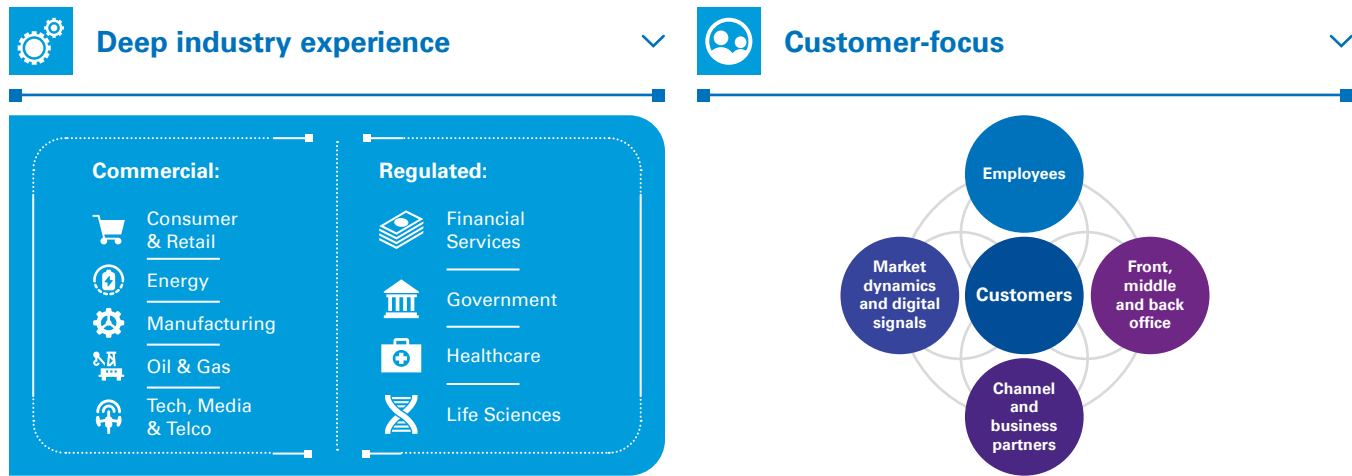 Deep industry experience
Commercial:
Consumer
& Retail
Energy
Manufacturing
Oil & Gas
Tech, Media
& Telco
Regulated:
Financial
Services
Government
Healthcare
Life Sciences
Customer-focus
Employees
Market
dynamics
and digital
signals
Customers
Front,
middle
and back
office
Channel
and
business
partners